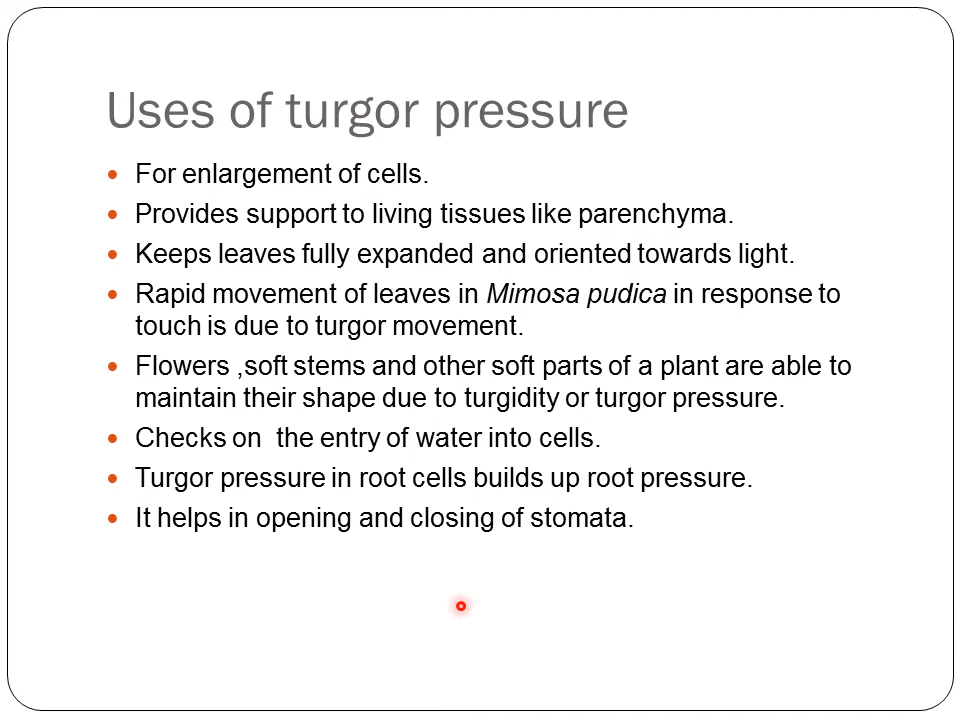 Uses of turgor pressure
• For enlargement of cells.
• Provides support to living tissues like parenchyma.
• Keeps leaves fully expanded and oriented towards light.
• Rapid movement of leaves in Mimosa pudica in response to
touch is due to turgor movement.
• Flowers ,soft stems and other soft parts of a plant are able to
maintain their shape due to turgidity or turgor pressure.
• Checks on  the entry of water into cells.
• Turgor pressure in root cells builds up root pressure.
• It helps in opening and closing of stomata.